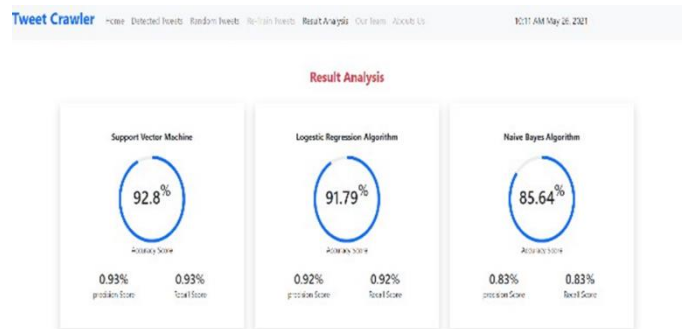 Tweet Crawler Home Detected Tweets Random Tweets Re-Train Tweets Result Analysis Our Team Abouts Us 10:11 AM May 26, 2021
Result Analysis
Support Vector Machine
92.8%
Accuracy Score
0.93% 0.93%
precision Score Recall Score
Logestic Regression Algorithm
91.79%
Accuracy Score
0.92% 0.92%
precision Score Recall Score
Naive Bayes Algorithm
85.64%
Accuracy Score
0.83% 0.83%
precision Score Recall Score